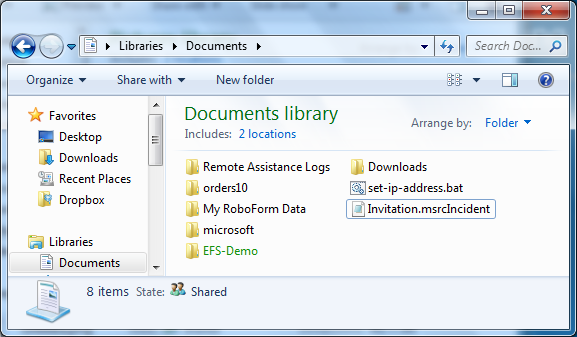 Libraries Documents
Search Doc...
Organize Share with New folder
Favorites
Desktop
Downloads
Recent Places
Dropbox
Libraries
Documents
Documents library
Includes: 2 locations
Arrange by: Folder
Remote Assistance Logs
orders10
My RoboForm Data
microsoft
EFS-Demo
Downloads
set-ip-address.bat
Invitation.msrcIncident
8 items State: Shared